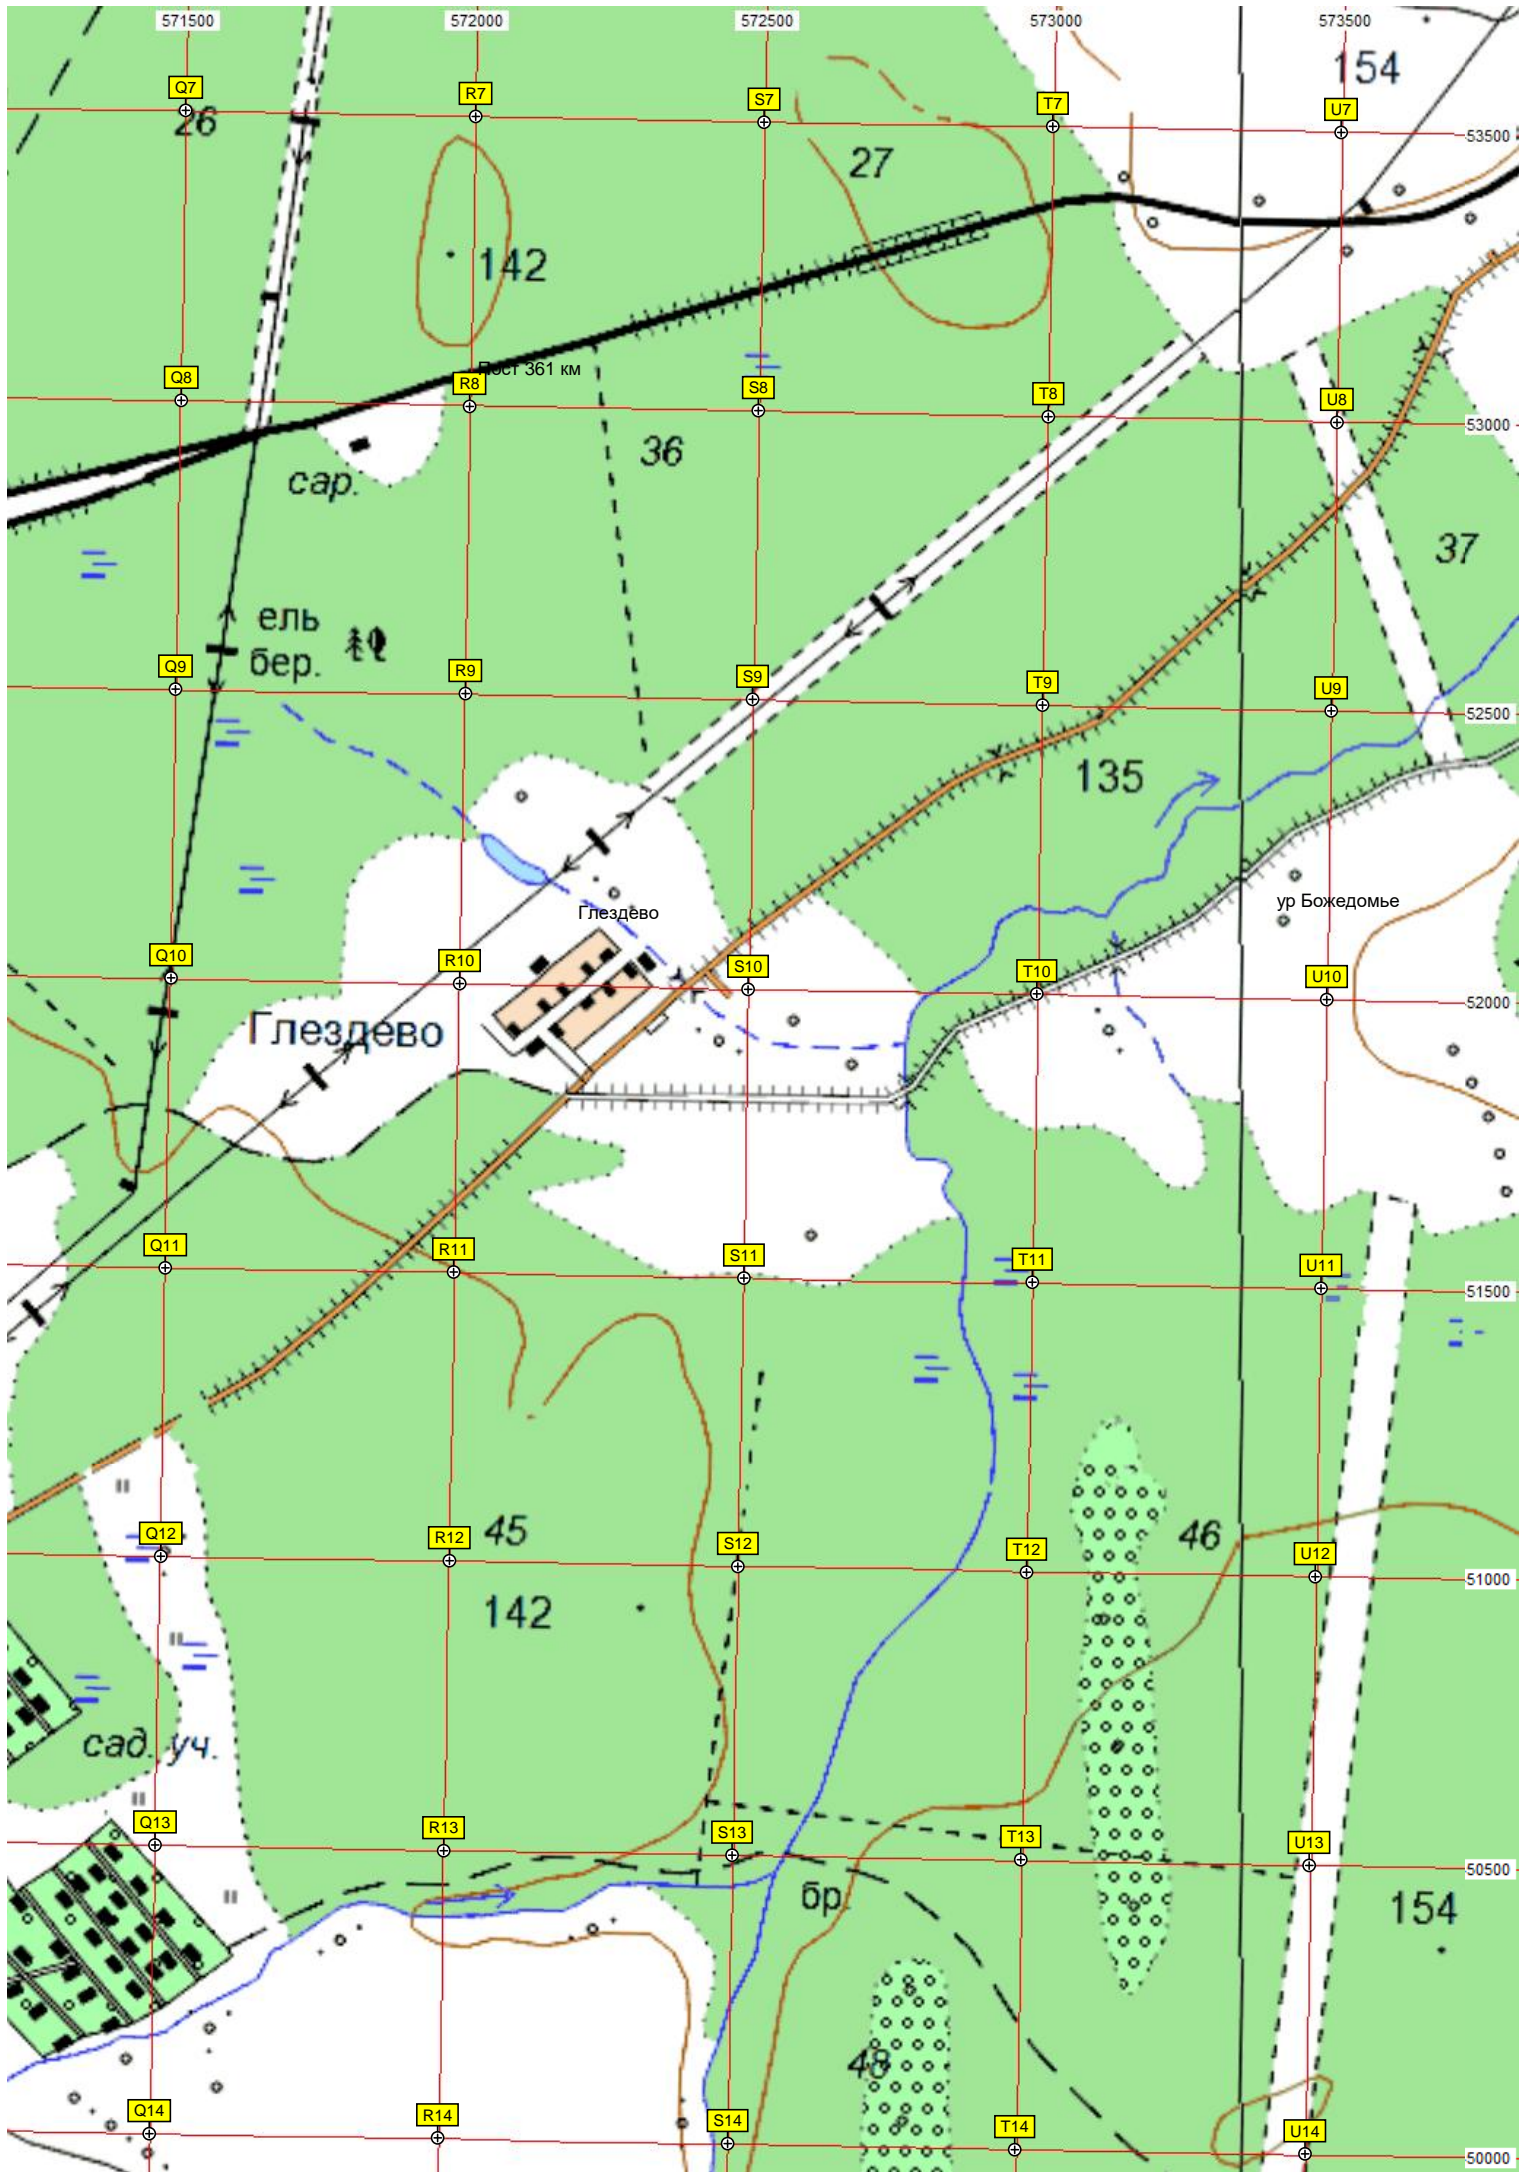 571500 572000 572500 573000 573500
154
Q7 R7 S7 T7 U7
26
53500
27
142
Пост 361 км
Q8 R8 S8 T8 U8
53000
36
сар.
37
ель
бер.
Q9 R9 S9 T9 U9
52500
135
ур Божедомье
Глездево
Q10 R10 S10 T10 U10
52000
Глездево
Q11 R11 S11 T11 U11
51500
45
46
Q12 R12 S12 T12 U12
51000
142
сад. уч.
Q13 R13 S13 T13 U13
50500
бр.
154
48
Q14 R14 S14 T14 U14
50000